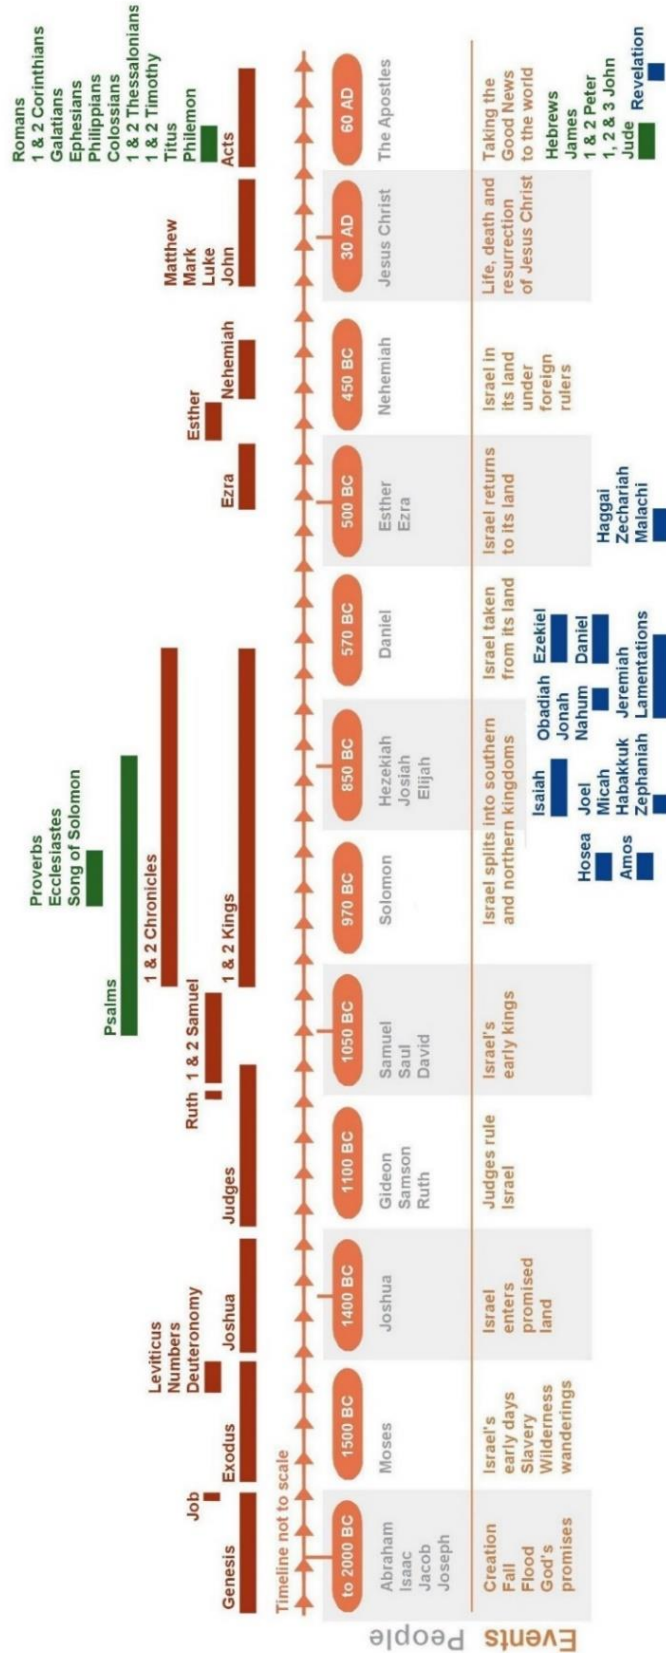 Proverbs
Ecclesiastes
Song of Solomon
Psalms
1 & 2 Chronicles
Romans
1 & 2 Corinthians
Galatians
Ephesians
Philippians
Colossians
1 & 2 Thessalonians
1 & 2 Timothy
Titus
Philemon
Leviticus
Numbers
Deuteronomy
Job
Ruth
1 & 2 Samuel
Esther
Matthew
Mark
Luke
John
Genesis
Exodus
Joshua
Judges
1 & 2 Kings
Ezra
Nehemiah
Acts
Timeline not to scale
to 2000 BC
1500 BC
1400 BC
1100 BC
1050 BC
970 BC
850 BC
570 BC
500 BC
450 BC
30 AD
60 AD
People
Abraham
Isaac
Jacob
Joseph
Moses
Joshua
Gideon
Samson
Ruth
Samuel
Saul
David
Solomon
Hezekiah
Josiah
Elijah
Daniel
Esther
Ezra
Nehemiah
Jesus Christ
The Apostles
Events
Creation
Fall
Flood
God's
promises
Israel's
early days
Slavery
Wilderness
wanderings
Israel
enters
promised
land
Judges rule
Israel
Israel's
early kings
Israel splits into southern
and northern kingdoms
Israel taken
from its land
Israel returns
to its land
Israel in
its land
under
foreign
rulers
Life, death and
resurrection
of Jesus Christ
Taking the
Good News
to the world
Hosea
Amos
Isaiah
Joel
Micah
Habakkuk
Zephaniah
Obadiah
Jonah
Nahum
Jeremiah
Lamentations
Ezekiel
Daniel
Haggai
Zechariah
Malachi
Hebrews
James
1 & 2 Peter
1, 2 & 3 John
Jude
Revelation